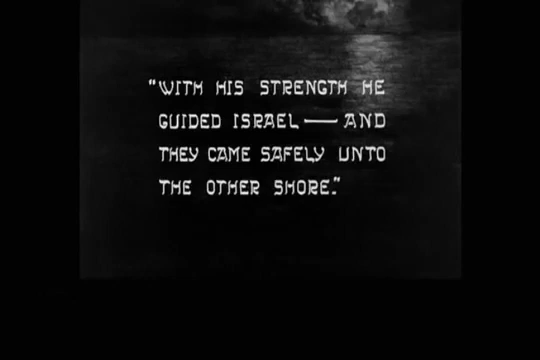 "WITH HIS STRENGTH HE
GUIDED ISRAEL — AND
THEY CAME SAFELY UNTO
THE OTHER SHORE."